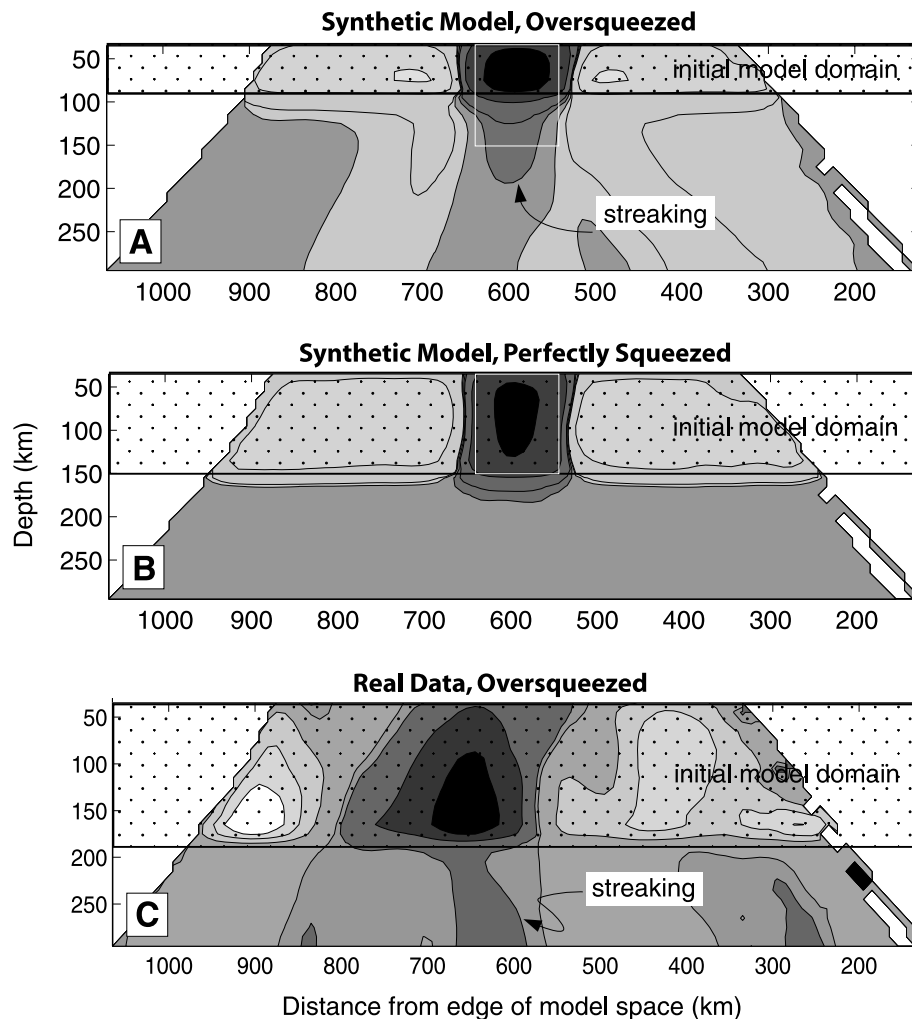 Synthetic Model, Oversqueezed
50
100
150
200
250
initial model domain
streaking
A
1000 900 800 700 600 500 400 300 200
Synthetic Model, Perfectly Squeezed
Depth (km)
50
100
150
200
250
initial model domain
B
1000 900 800 700 600 500 400 300 200
Real Data, Oversqueezed
50
100
150
200
250
initial model domain
streaking
C
1000 900 800 700 600 500 400 300 200
Distance from edge of model space (km)